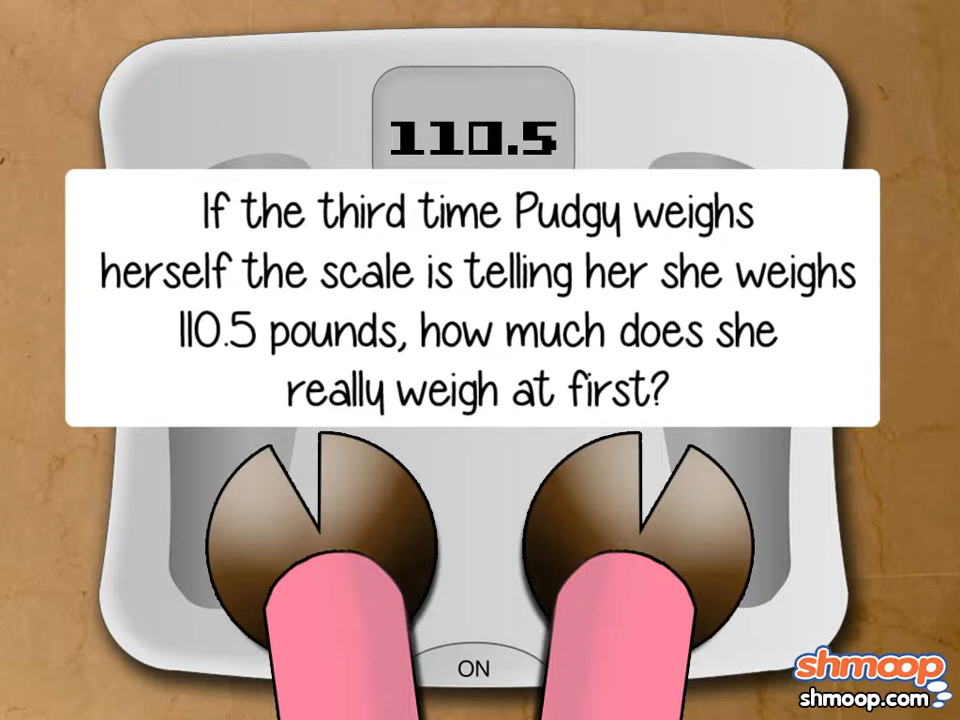 110.5
If the third time Pudgy weighs
herself the scale is telling her she weighs
110.5 pounds, how much does she
really weigh at first?
ON
shmoop
shmoop.com